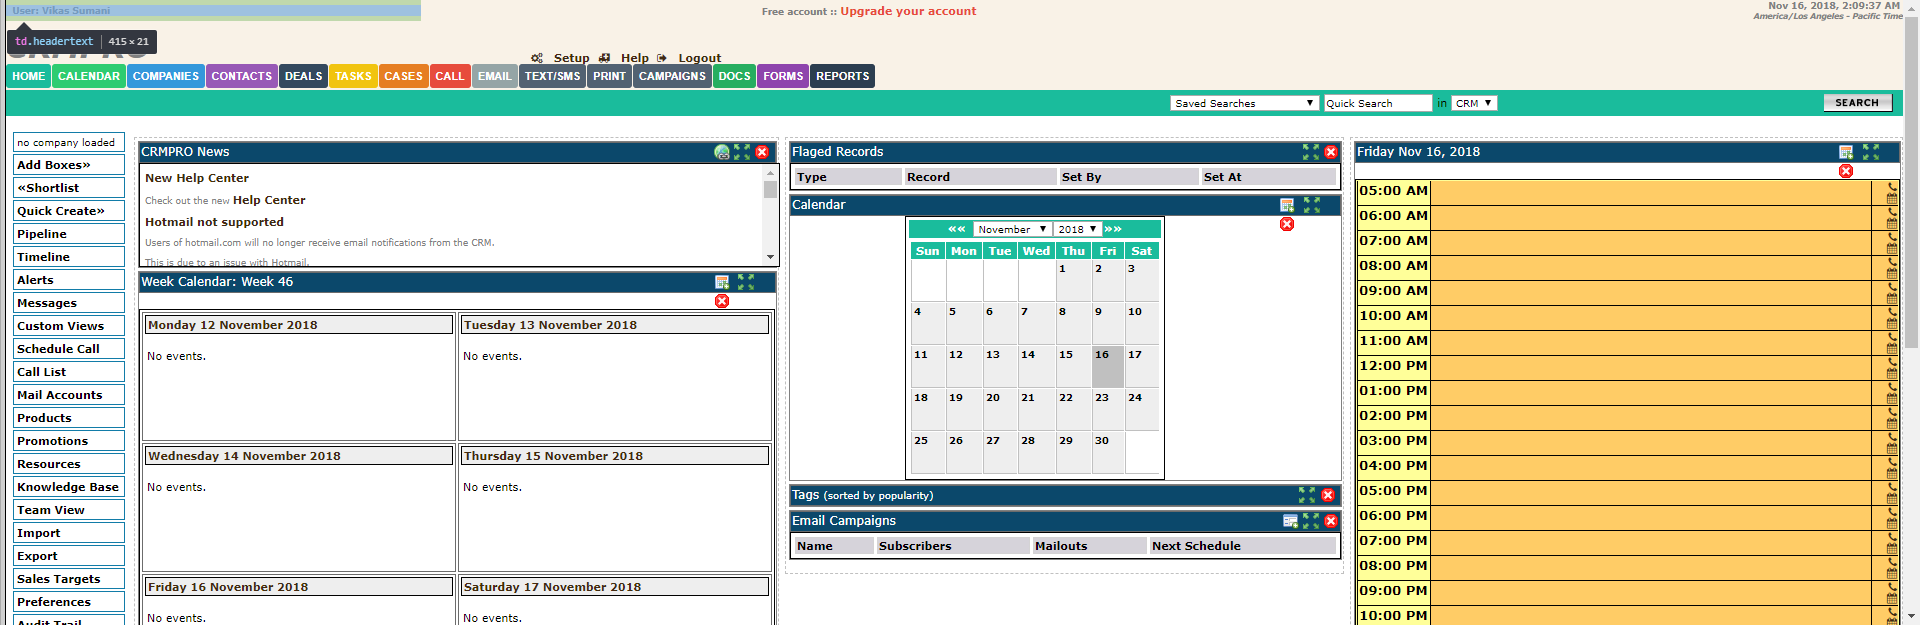 User: Vikas Sumani
Free account :: Upgrade your account
Nov 16, 2018, 2:09:37 AM
America/Los Angeles - Pacific Time
td.headertext | 415 × 21
Setup Help Logout
HOME CALENDAR COMPANIES CONTACTS DEALS TASKS CASES CALL EMAIL TEXT/SMS PRINT CAMPAIGNS DOCS FORMS REPORTS
Saved Searches Quick Search in CRM SEARCH
no company loaded
Add Boxes»
«Shortlist
Quick Create»
Pipeline
Timeline
Alerts
Messages
Custom Views
Schedule Call
Call List
Mail Accounts
Products
Promotions
Resources
Knowledge Base
Team View
Import
Export
Sales Targets
Preferences
Audit Trail
CRMPRO News
New Help Center
Check out the new Help Center
Hotmail not supported
Users of hotmail.com will no longer receive email notifications from the CRM.
This is due to an issue with Hotmail.
Week Calendar: Week 46
Monday 12 November 2018 Tuesday 13 November 2018
No events. No events.
Wednesday 14 November 2018 Thursday 15 November 2018
No events. No events.
Friday 16 November 2018 Saturday 17 November 2018
No events. No events.
Flaged Records
Type Record Set By Set At
Calendar
«« November 2018 »»
Sun Mon Tue Wed Thu Fri Sat
1 2 3
4 5 6 7 8 9 10
11 12 13 14 15 16 17
18 19 20 21 22 23 24
25 26 27 28 29 30
Tags (sorted by popularity)
Email Campaigns
Name Subscribers Mailouts Next Schedule
Friday Nov 16, 2018
05:00 AM
06:00 AM
07:00 AM
08:00 AM
09:00 AM
10:00 AM
11:00 AM
12:00 PM
01:00 PM
02:00 PM
03:00 PM
04:00 PM
05:00 PM
06:00 PM
07:00 PM
08:00 PM
09:00 PM
10:00 PM